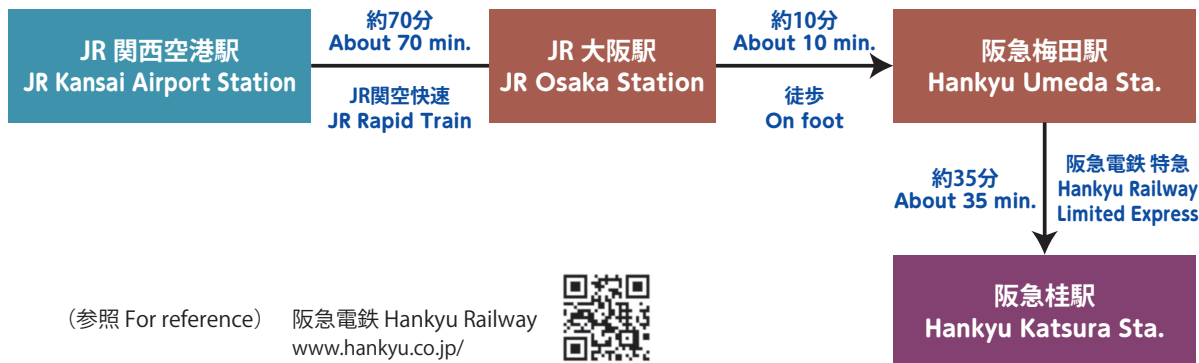 JR 関西空港駅
JR Kansai Airport Station
約70分
About 70 min.
JR関空快速
JR Rapid Train
JR 大阪駅
JR Osaka Station
約10分
About 10 min.
徒歩
On foot
阪急梅田駅
Hankyu Umeda Sta.
約35分
About 35 min.
阪急電鉄 特急
Hankyu Railway
Limited Express
阪急桂駅
Hankyu Katsura Sta.
（参照 For reference） 阪急電鉄 Hankyu Railway
www.hankyu.co.jp/